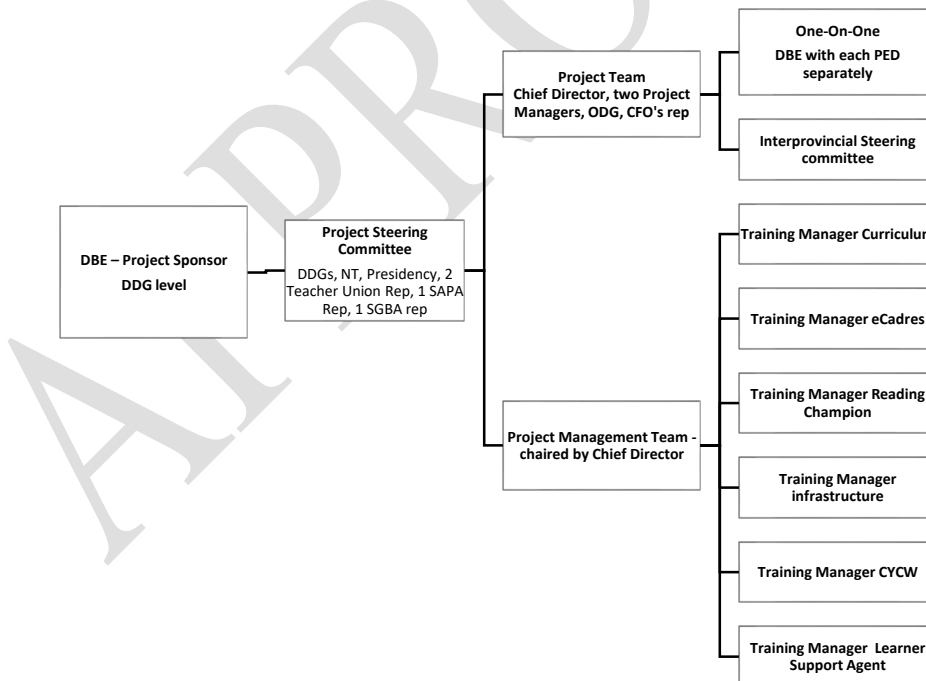 One-On-One
DBE with each PED
separately
Project Team
Chief Director, two Project
Managers, ODG, CFO's rep
Interprovincial Steering
committee
DBE – Project Sponsor
DDG level
Project Steering
Committee
DDGs, NT, Presidency, 2
Teacher Union Rep, 1 SAPA
Rep, 1 SGBA rep
Training Manager Curriculum
Training Manager eCadres
Training Manager Reading
Champion
Project Management Team -
chaired by Chief Director
Training Manager
infrastructure
Training Manager CYCW
Training Manager Learner
Support Agent